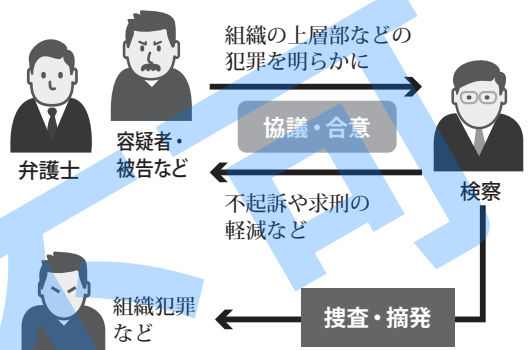 組織の上層部などの
犯罪を明らかに
協議・合意
弁護士
容疑者・
被告など
検察
不起訴や求刑の
軽減など
組織犯罪
など
捜査・摘発